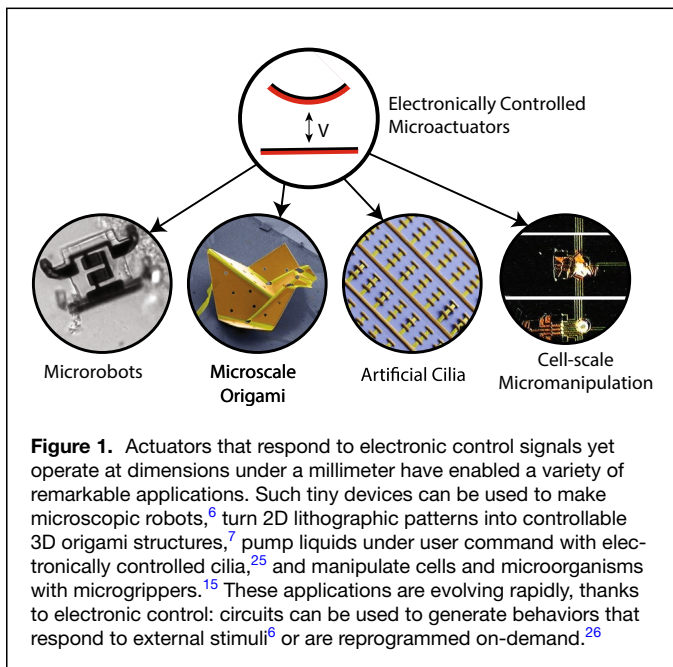 Electronically Controlled
Microactuators
V
Microrobots
Microscale
Origami
Artificial Cilia
Cell-scale
Micromanipulation
Figure 1. Actuators that respond to electronic control signals yet
operate at dimensions under a millimeter have enabled a variety of
remarkable applications. Such tiny devices can be used to make
microscopic robots,6 turn 2D lithographic patterns into controllable
3D origami structures,7 pump liquids under user command with elec-
tronically controlled cilia,25 and manipulate cells and microorganisms
with microgrippers.15 These applications are evolving rapidly, thanks
to electronic control: circuits can be used to generate behaviors that
respond to external stimuli6 or are reprogrammed on-demand.26